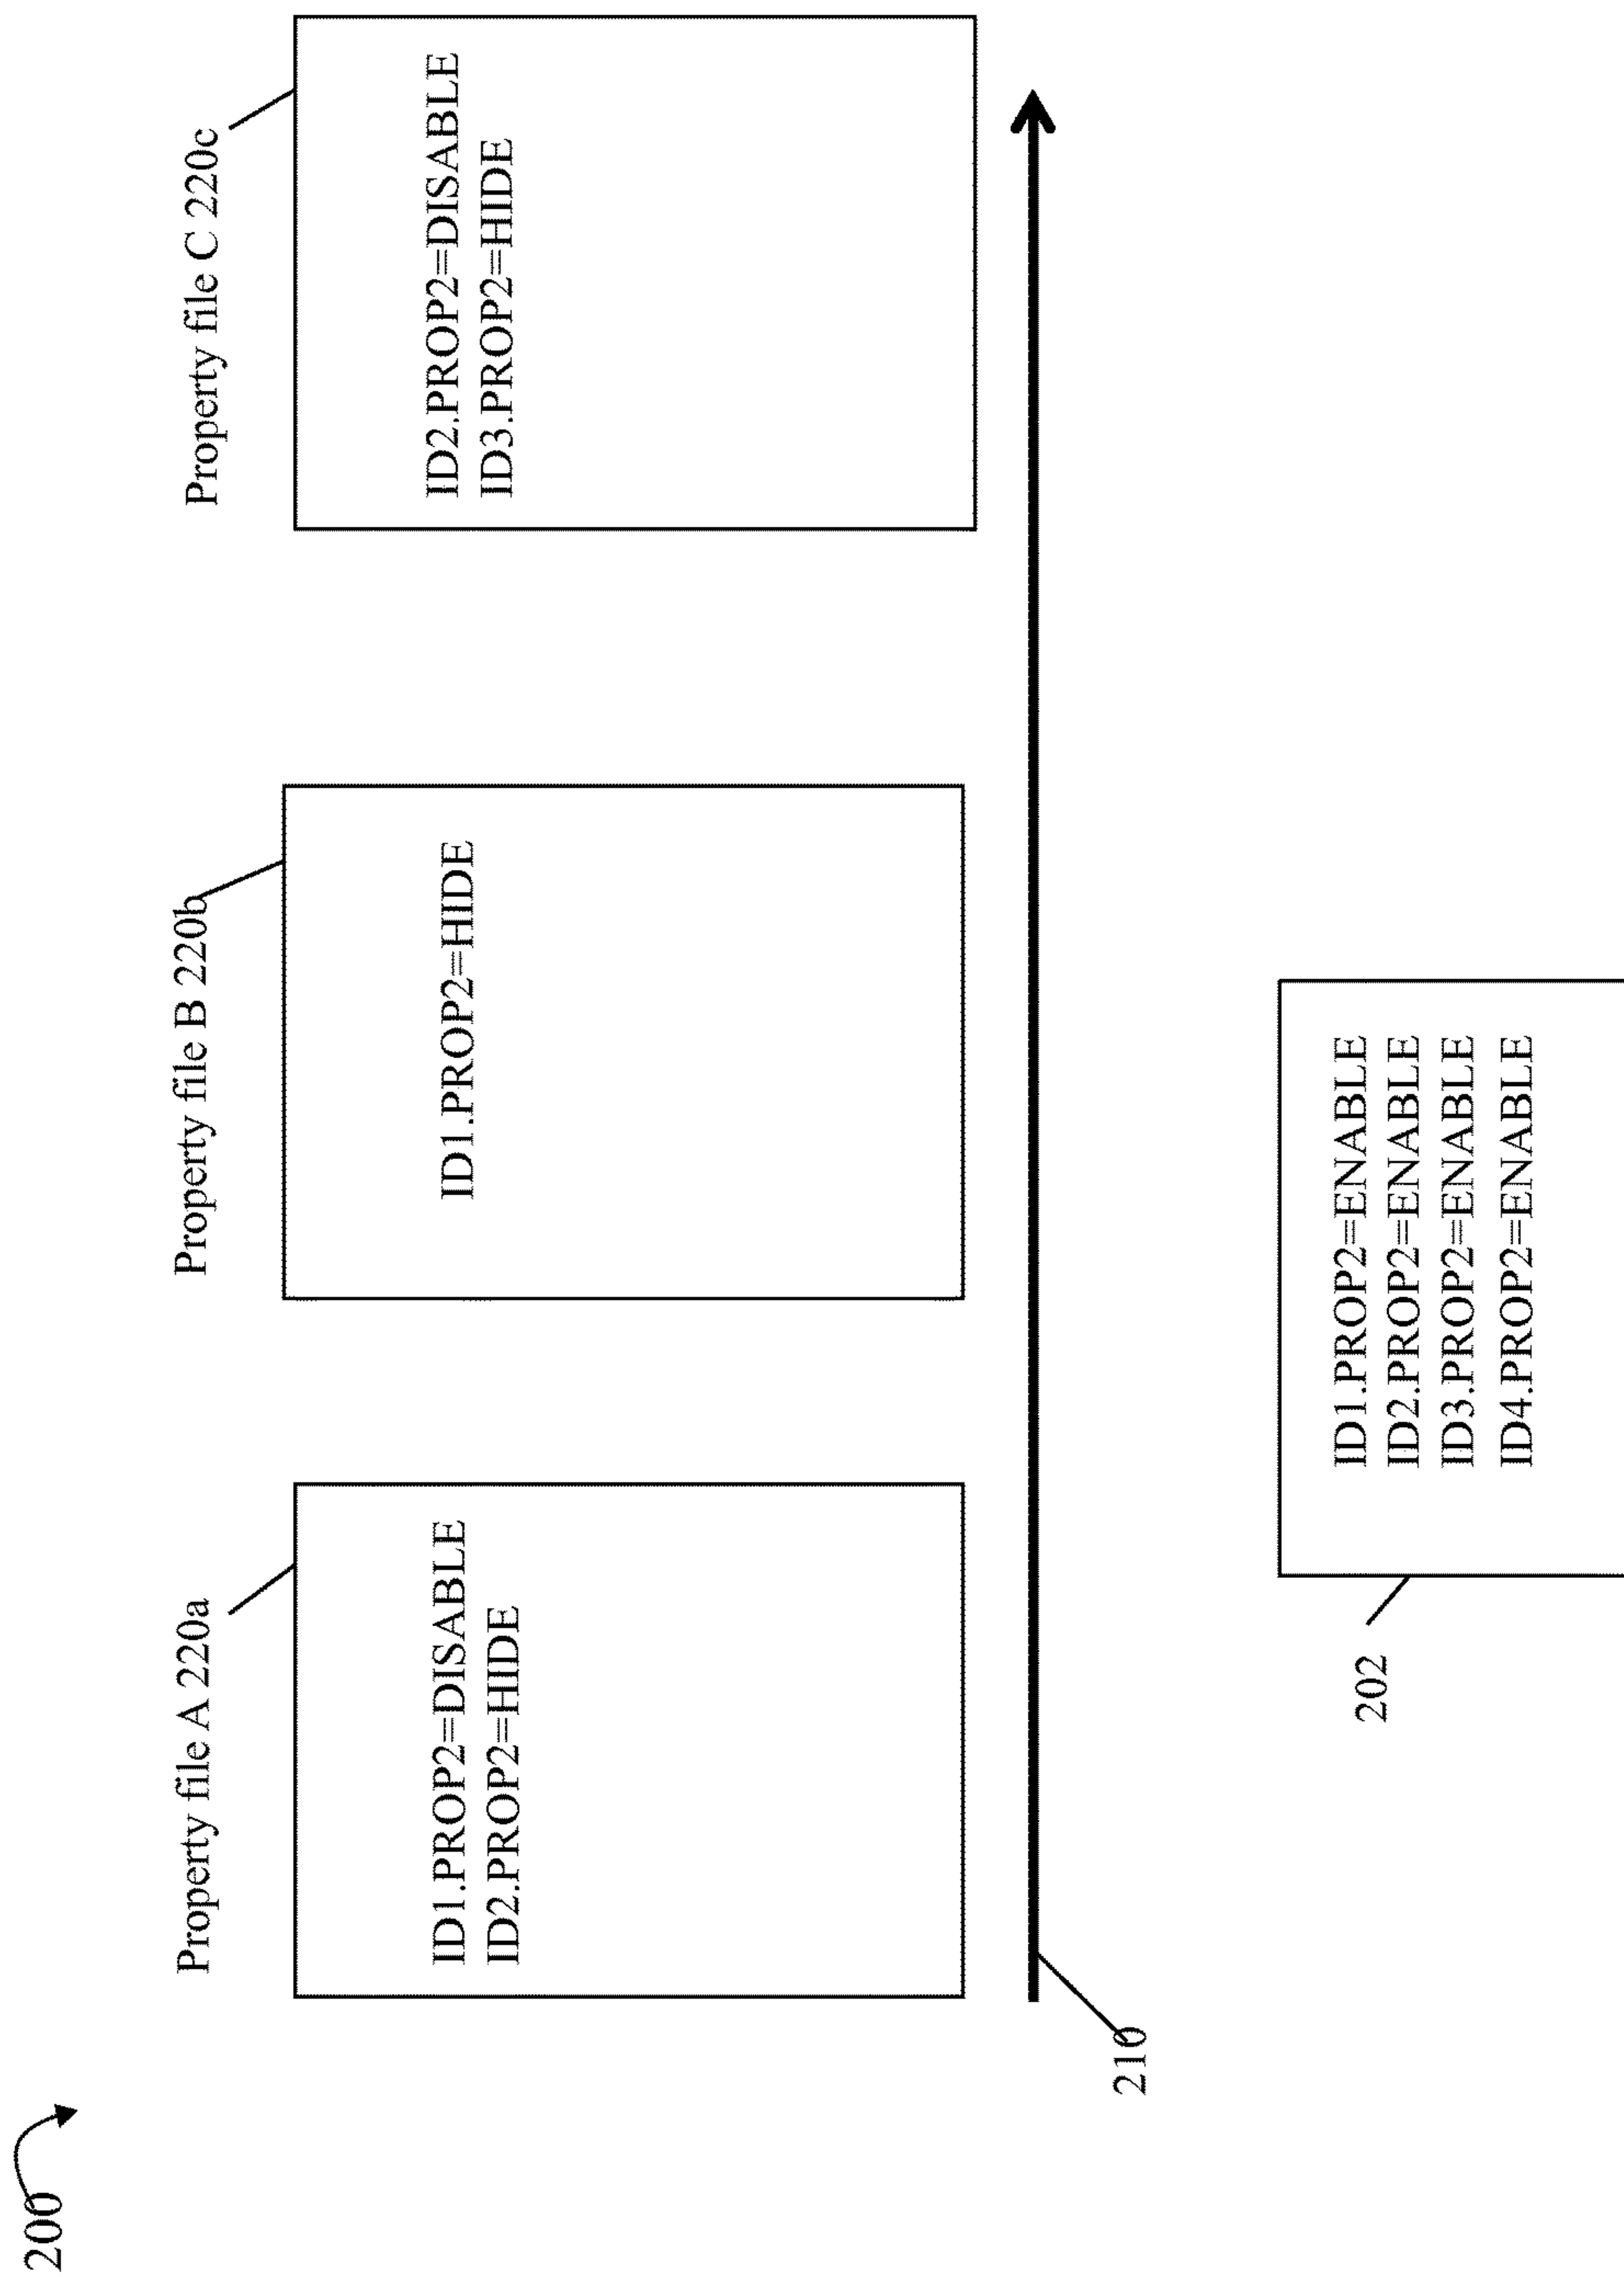 200
Property file A 220a
ID1.PROP2=DISABLE
ID2.PROP2=HIDE
Property file B 220b
ID1.PROP2=HIDE
Property file C 220c
ID2.PROP2=DISABLE
ID3.PROP2=HIDE
210
202
ID1.PROP2=ENABLE
ID2.PROP2=ENABLE
ID3.PROP2=ENABLE
ID4.PROP2=ENABLE